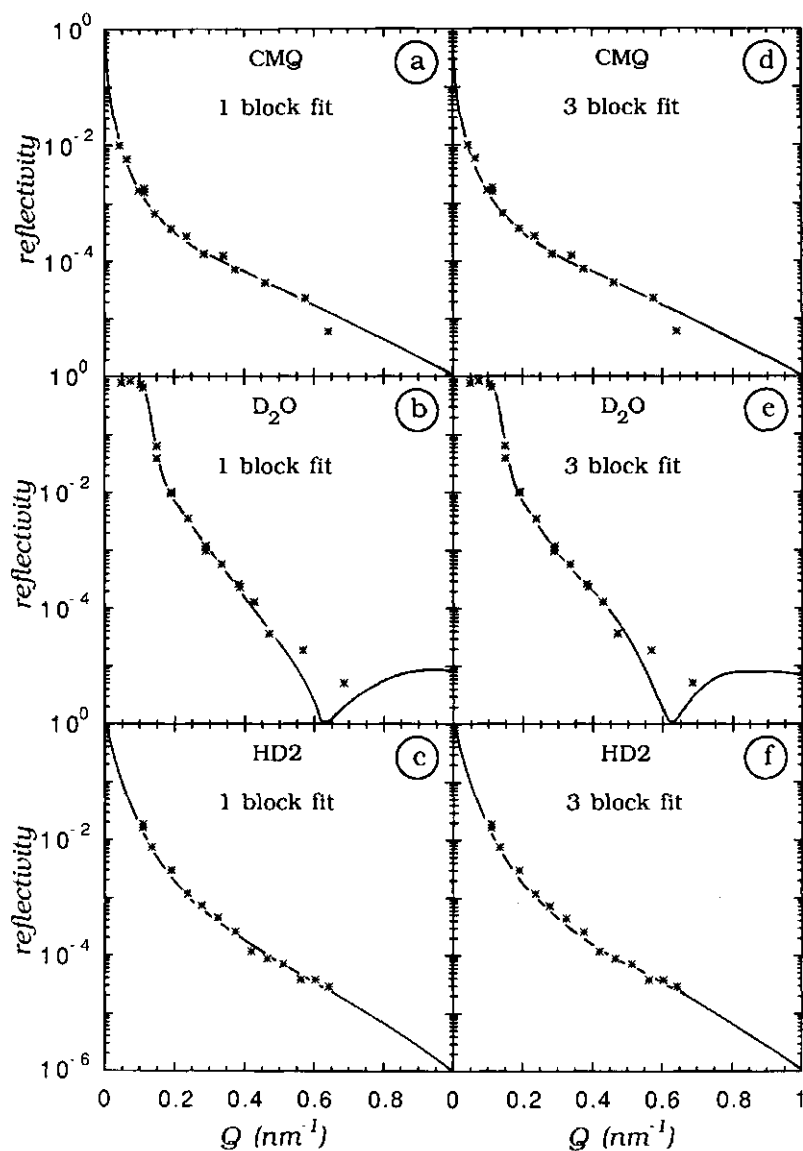 10^0
CMQ
a
1 block fit
10^-2
reflectivity
10^-4
CMQ
d
3 block fit
10^0
D2O
b
1 block fit
10^-2
reflectivity
10^-4
D2O
e
3 block fit
10^0
HD2
c
1 block fit
10^-2
reflectivity
10^-4
10^-6
HD2
f
3 block fit
0 0.2 0.4 0.6 0.8 0 0.2 0.4 0.6 0.8 1
Q (nm^-1)
Q (nm^-1)